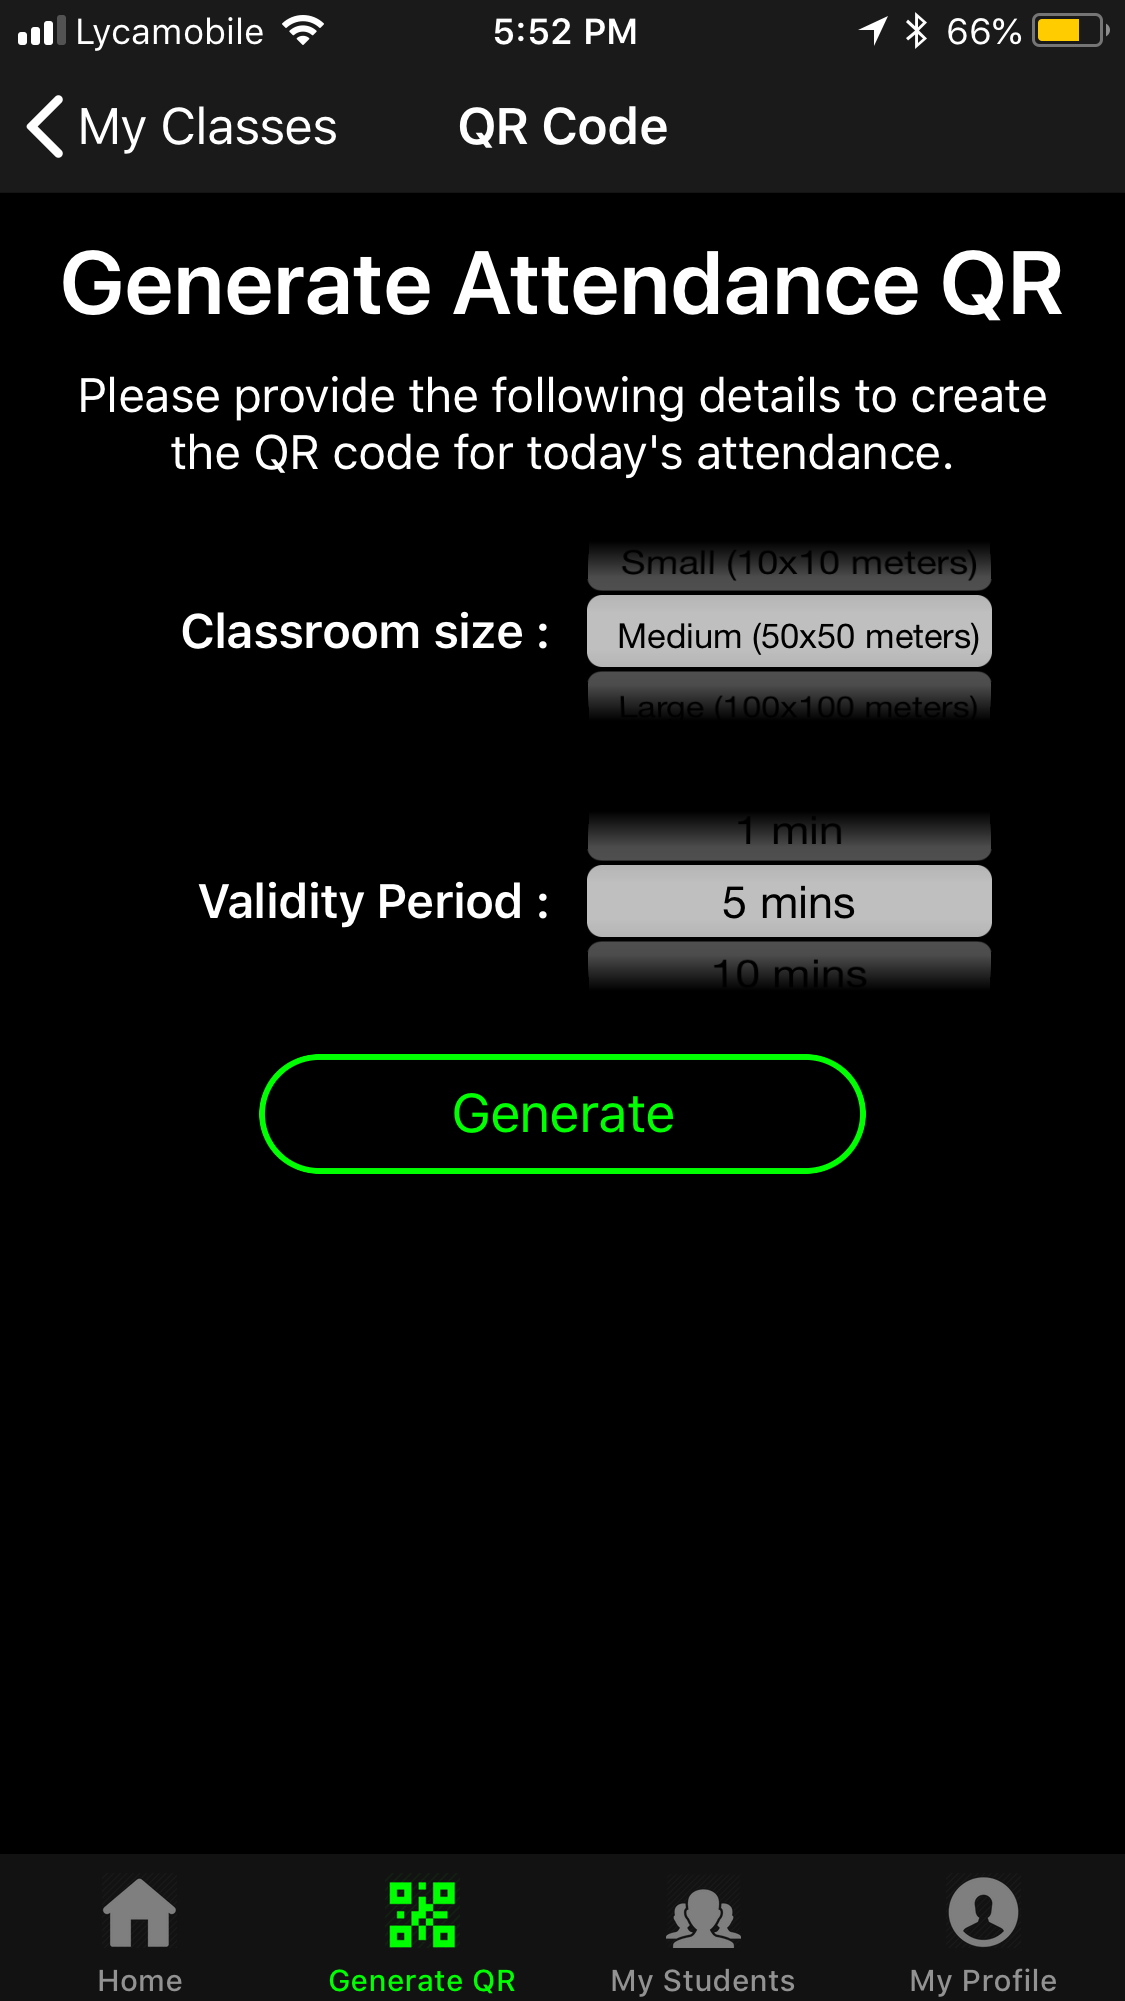 Lycamobile
5:52 PM
66%
My Classes
QR Code
Generate Attendance QR
Please provide the following details to create
the QR code for today's attendance.
Small (10x10 meters)
Classroom size :
Medium (50x50 meters)
Large (100x100 meters)
1 min
Validity Period :
5 mins
10 mins
Generate
Home
Generate QR
My Students
My Profile